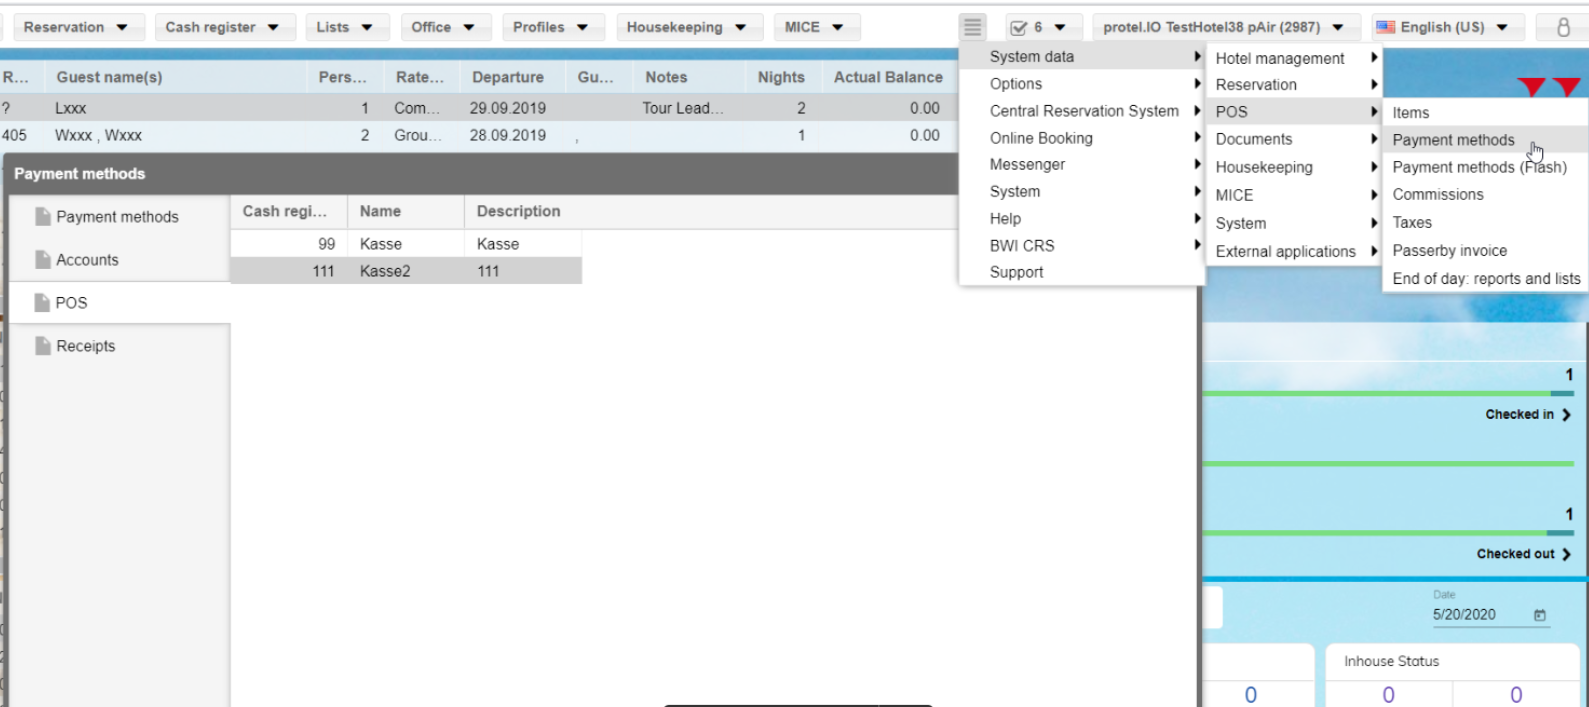 Reservation Cash register Lists Office Profiles Housekeeping MICE 6 protel.IO TestHotel38 pAir (2987) English (US)
R... Guest name(s) Pers... Rate... Departure Gu... Notes Nights Actual Balance
? Lxxx 1 Com... 29.09.2019 Tour Lead... 2 0.00
405 Wxxx , Wxxx 2 Grou... 28.09.2019 , 1 0.00
System data
Options
Central Reservation System
Online Booking
Messenger
System
Help
BWI CRS
Support
Hotel management
Reservation
POS
Documents
Housekeeping
MICE
System
External applications
Items
Payment methods
Payment methods (Flash)
Commissions
Taxes
Passerby invoice
End of day: reports and lists
Payment methods
Payment methods
Accounts
POS
Receipts
Cash regi... Name Description
99 Kasse Kasse
111 Kasse2 111
1
Checked in
1
Checked out
Date
5/20/2020
Inhouse Status
0 0 0